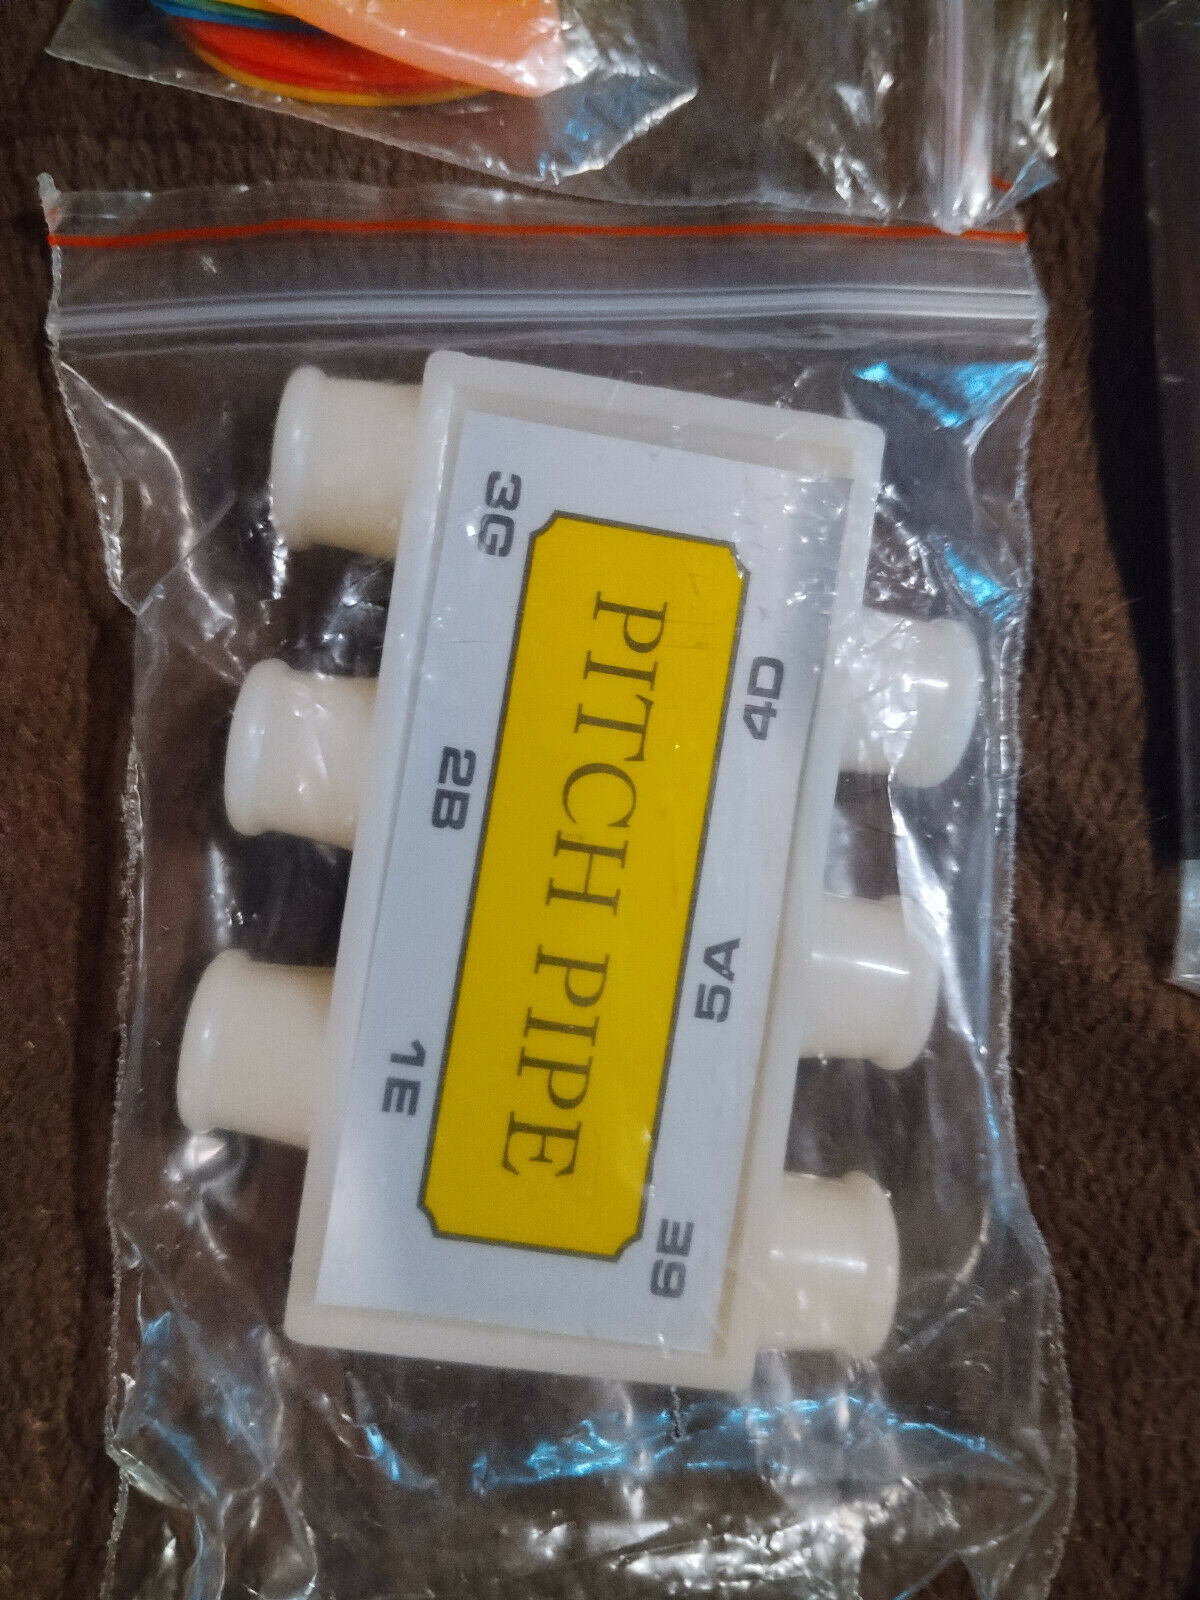 6E 5A 4D
PITCH PIPE
3G 2B 1E